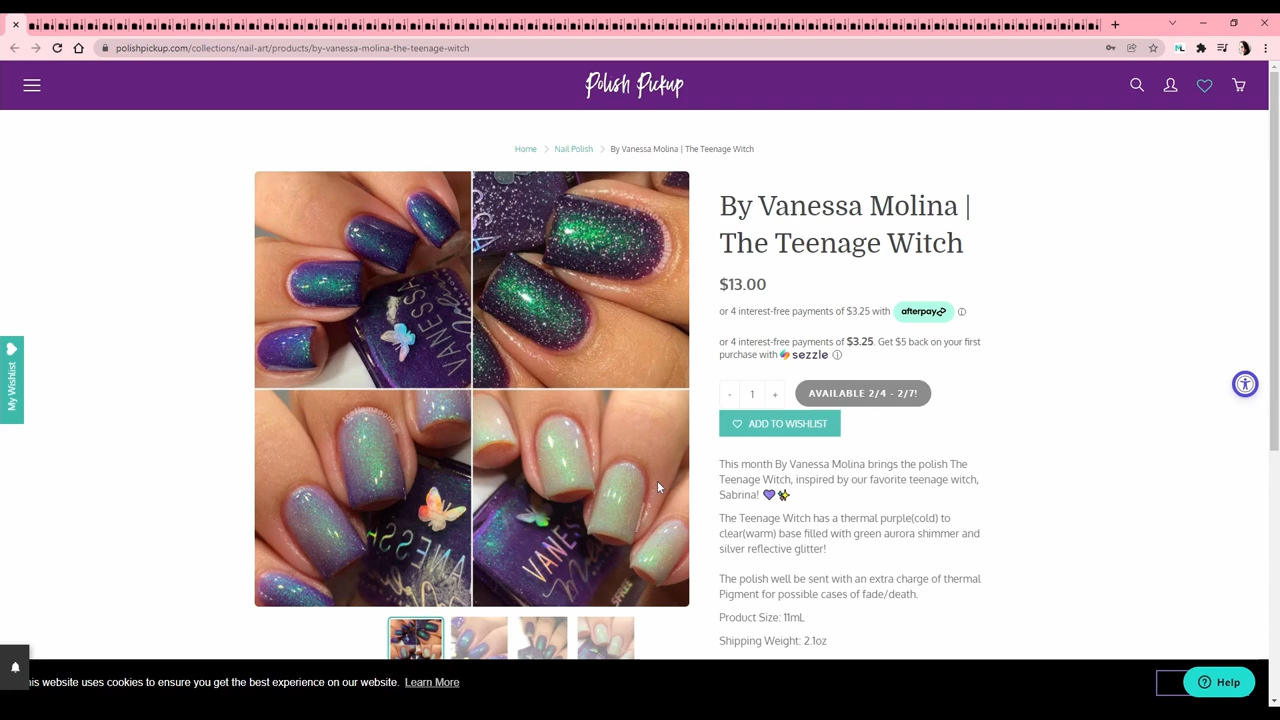 polishpickup.com/collections/nail-art/products/by-vanessa-molina-the-teenage-witch
Polish Pickup
Home
Nail Polish
By Vanessa Molina | The Teenage Witch
By Vanessa Molina |
The Teenage Witch
$13.00
or 4 interest-free payments of $3.25 with afterpay
or 4 interest-free payments of $3.25. Get $5 back on your first
purchase with sezzle
- 1 +
AVAILABLE 2/4 - 2/7!
ADD TO WISHLIST
This month By Vanessa Molina brings the polish The
Teenage Witch, inspired by our favorite teenage witch,
Sabrina!
The Teenage Witch has a thermal purple(cold) to
clear(warm) base filled with green aurora shimmer and
silver reflective glitter!
The polish well be sent with an extra charge of thermal
Pigment for possible cases of fade/death.
Product Size: 11mL
Shipping Weight: 2.1oz
My Wishlist
VANESSA
Molina
VANESSA
VANE
his website uses cookies to ensure you get the best experience on our website. Learn More
Help